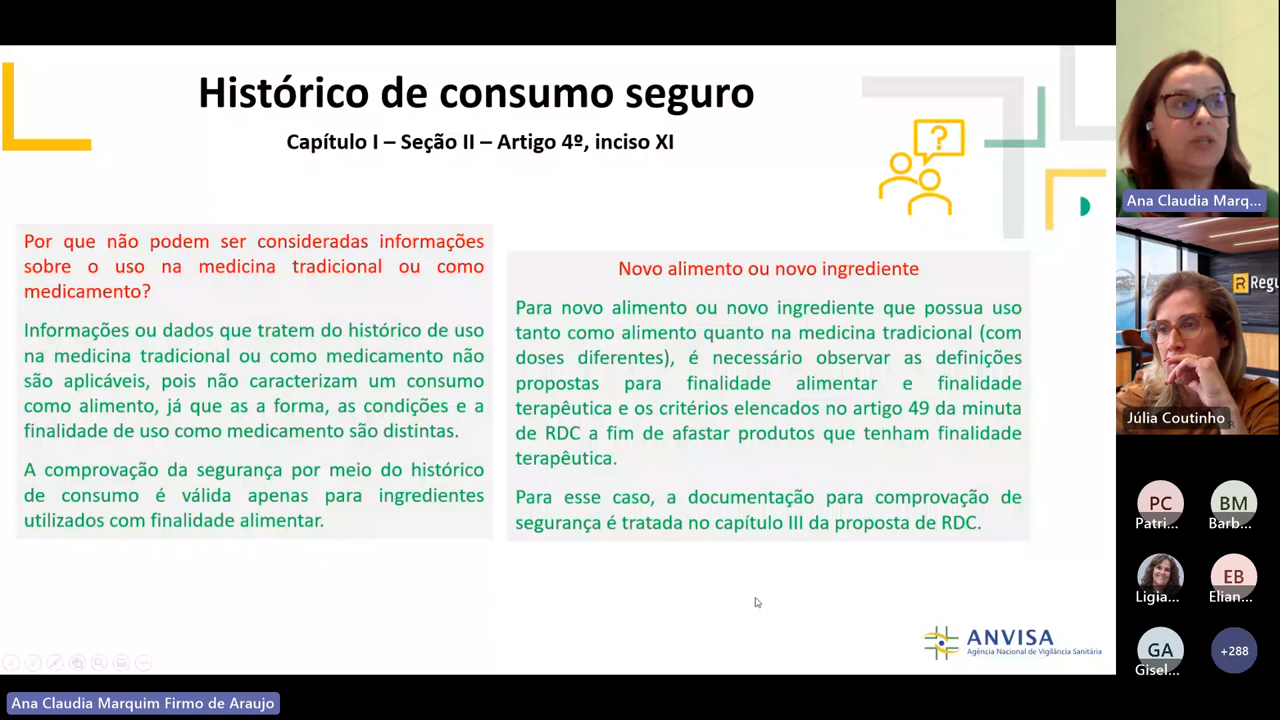 Histórico de consumo seguro
Capítulo I – Seção II – Artigo 4º, inciso XI
?
Por que não podem ser consideradas informações
sobre o uso na medicina tradicional ou como
medicamento?
Informações ou dados que tratem do histórico de uso
na medicina tradicional ou como medicamento não
são aplicáveis, pois não caracterizam um consumo
como alimento, já que as a forma, as condições e a
finalidade de uso como medicamento são distintas.
A comprovação da segurança por meio do histórico
de consumo é válida apenas para ingredientes
utilizados com finalidade alimentar.
Novo alimento ou novo ingrediente
Para novo alimento ou novo ingrediente que possua uso
tanto como alimento quanto na medicina tradicional (com
doses diferentes), é necessário observar as definições
propostas para finalidade alimentar e finalidade
terapêutica e os critérios elencados no artigo 49 da minuta
de RDC a fim de afastar produtos que tenham finalidade
terapêutica.
Para esse caso, a documentação para comprovação de
segurança é tratada no capítulo III da proposta de RDC.
ANVISA
Agência Nacional de Vigilância Sanitária
Ana Claudia Marq...
R Regu
Júlia Coutinho
PC
Patri...
BM
Barb...
Ligia...
EB
Elian...
GA
Gisel...
+288
Ana Claudia Marquim Firmo de Araujo